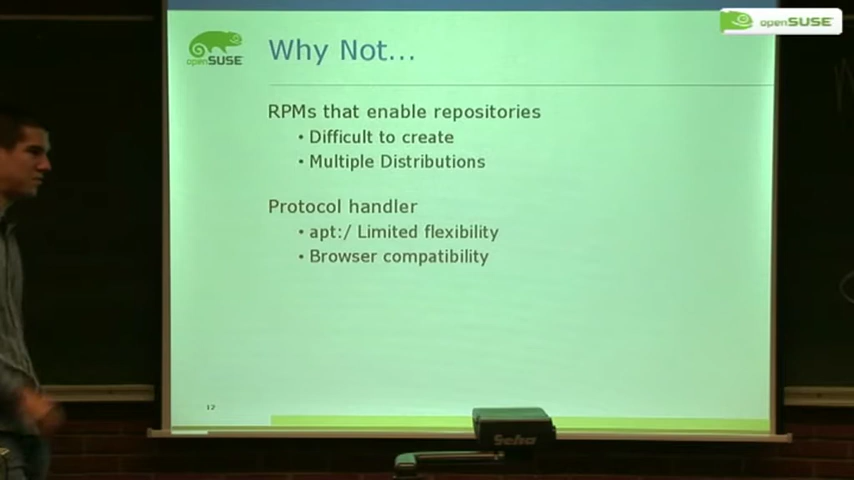 openSUSE
openSUSE
Why Not...
RPMs that enable repositories
• Difficult to create
• Multiple Distributions
Protocol handler
• apt:/ Limited flexibility
• Browser compatibility
17